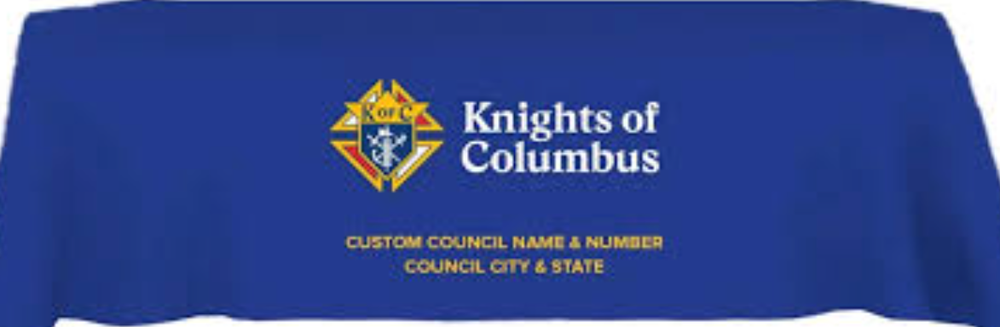 K OF C
Knights of
Columbus
CUSTOM COUNCIL NAME & NUMBER
COUNCIL CITY & STATE